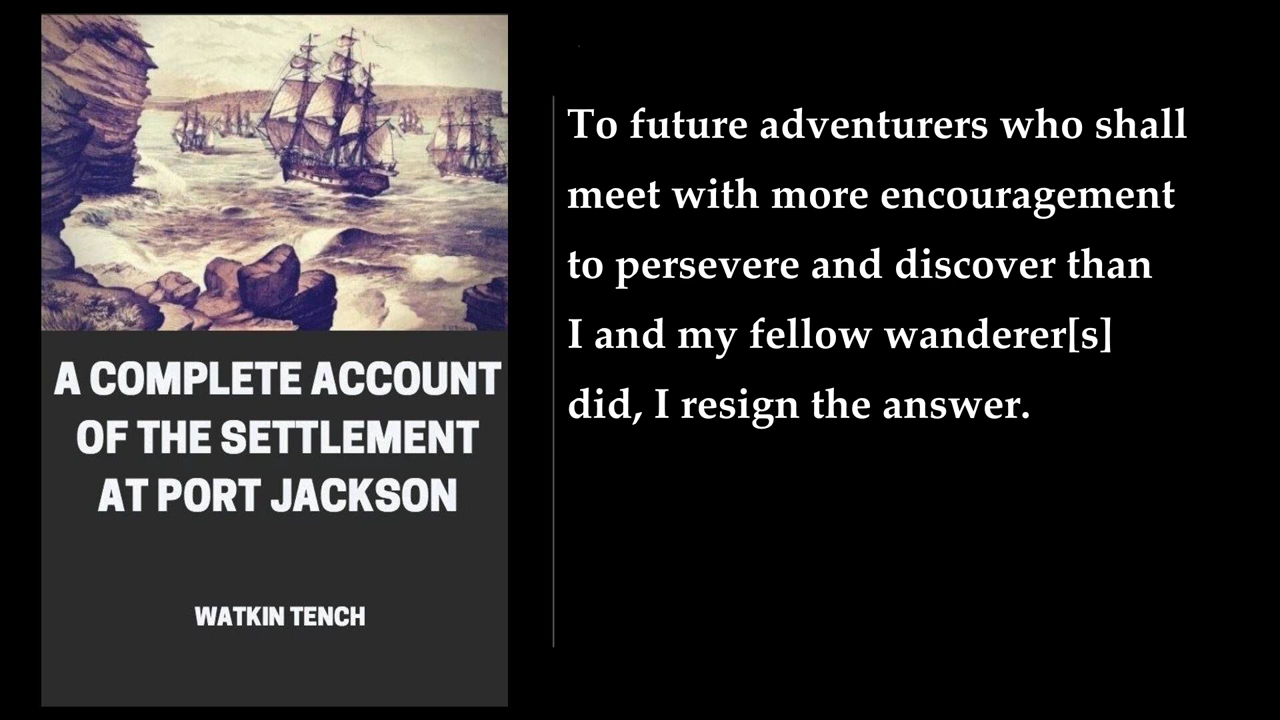 A COMPLETE ACCOUNT
OF THE SETTLEMENT
AT PORT JACKSON
WATKIN TENCH
To future adventurers who shall
meet with more encouragement
to persevere and discover than
I and my fellow wanderer[s]
did, I resign the answer.